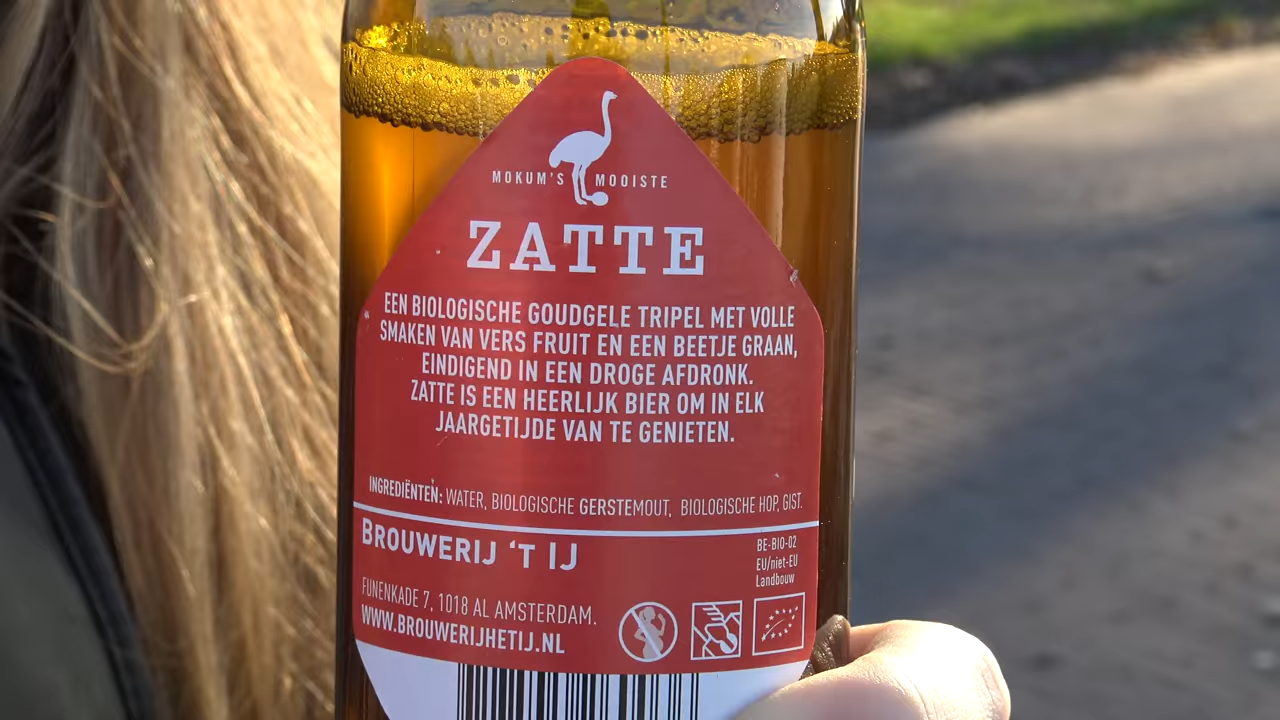 MOKUM'S MOOISTE
ZATTE
EEN BIOLOGISCHE GOUDGELE TRIPEL MET VOLLE
SMAKEN VAN VERS FRUIT EN EEN BEETJE GRAAN,
EINDIGEND IN EEN DROGE AFDRONK.
ZATTE IS EEN HEERLIJK BIER OM IN ELK
JAARGETIJDE VAN TE GENIETEN.
INGREDIËNTEN: WATER, BIOLOGISCHE GERSTEMOUT, BIOLOGISCHE HOP, GIST.
BROUWERIJ 'T IJ
FUNENKADE 7, 1018 AL AMSTERDAM.
WWW.BROUWERIJHETIJ.NL
BE-BIO-02
EU/niet-EU
Landbouw